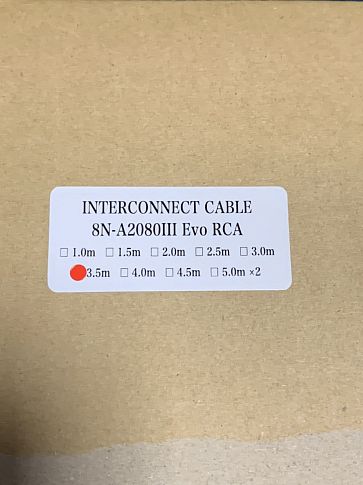 INTERCONNECT CABLE
8N-A2080III Evo RCA
□ 1.0m □ 1.5m □ 2.0m □ 2.5m □ 3.0m
3.5m □ 4.0m □ 4.5m □ 5.0m ×2